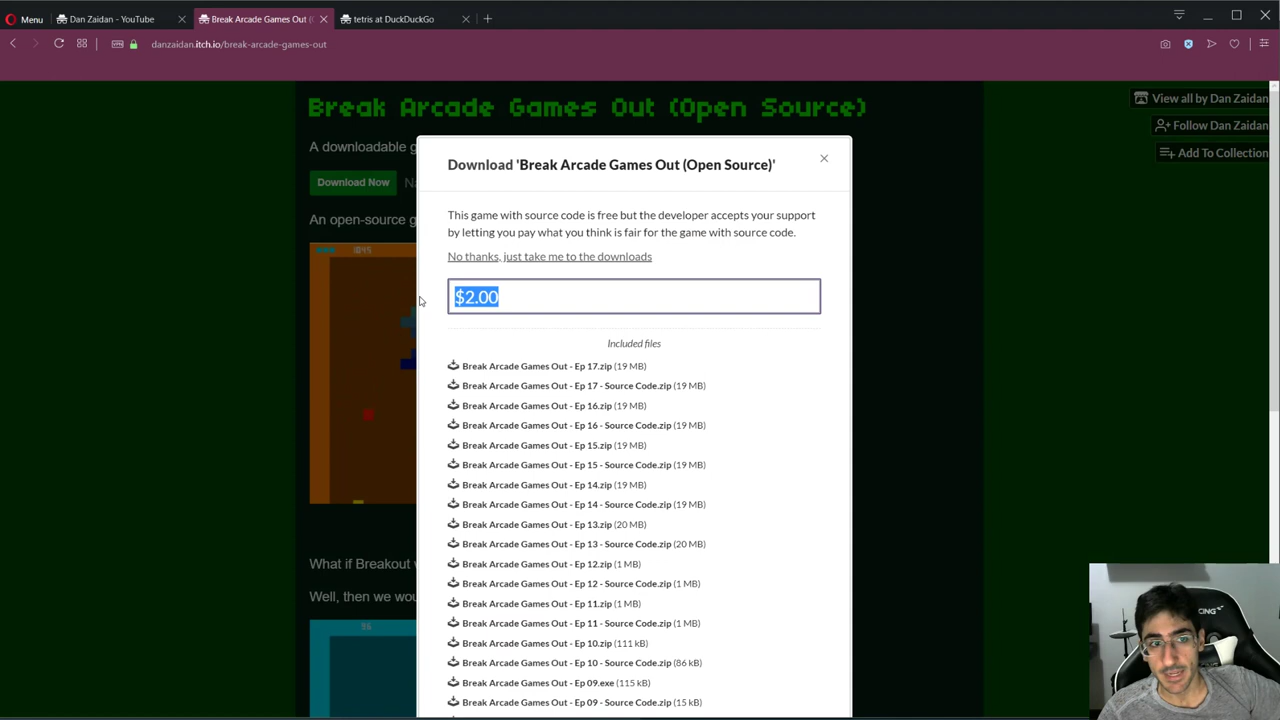 Menu
Dan Zaidan - YouTube
Break Arcade Games Out (
tetris at DuckDuckGo
danzaidan.itch.io/break-arcade-games-out
Break Arcade Games Out (Open Source)
View all by Dan Zaidan
Follow Dan Zaidan
Add To Collection
A downloadable g
Download Now
Na
An open-source g
Download 'Break Arcade Games Out (Open Source)'
This game with source code is free but the developer accepts your support
by letting you pay what you think is fair for the game with source code.
No thanks, just take me to the downloads
$2.00
Included files
Break Arcade Games Out - Ep 17.zip (19 MB)
Break Arcade Games Out - Ep 17 - Source Code.zip (19 MB)
Break Arcade Games Out - Ep 16.zip (19 MB)
Break Arcade Games Out - Ep 16 - Source Code.zip (19 MB)
Break Arcade Games Out - Ep 15.zip (19 MB)
Break Arcade Games Out - Ep 15 - Source Code.zip (19 MB)
Break Arcade Games Out - Ep 14.zip (19 MB)
Break Arcade Games Out - Ep 14 - Source Code.zip (19 MB)
Break Arcade Games Out - Ep 13.zip (20 MB)
Break Arcade Games Out - Ep 13 - Source Code.zip (20 MB)
Break Arcade Games Out - Ep 12.zip (1 MB)
Break Arcade Games Out - Ep 12 - Source Code.zip (1 MB)
Break Arcade Games Out - Ep 11.zip (1 MB)
Break Arcade Games Out - Ep 11 - Source Code.zip (1 MB)
Break Arcade Games Out - Ep 10.zip (111 kB)
Break Arcade Games Out - Ep 10 - Source Code.zip (86 kB)
Break Arcade Games Out - Ep 09.exe (115 kB)
Break Arcade Games Out - Ep 09 - Source Code.zip (15 kB)
What if Breakout w
Well, then we wou